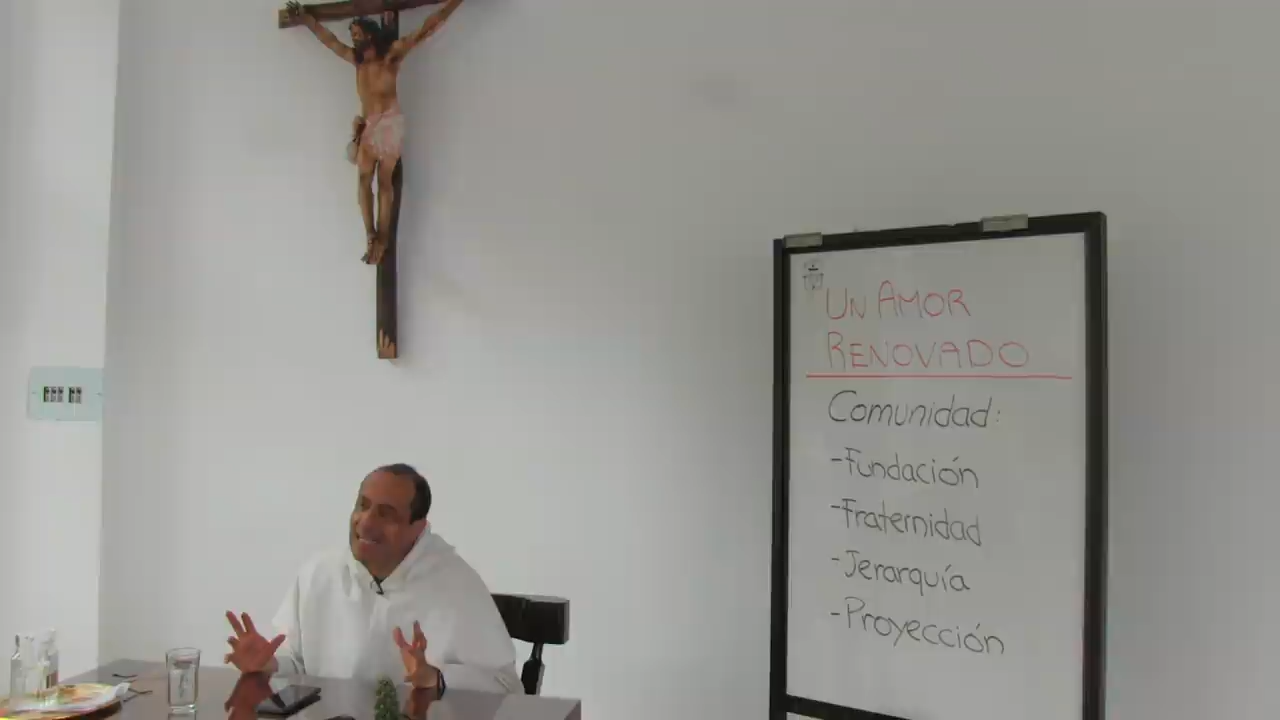 UN AMOR
RENOVADO
Comunidad:
-Fundación
-Fraternidad
-Jerarquía
-Proyección